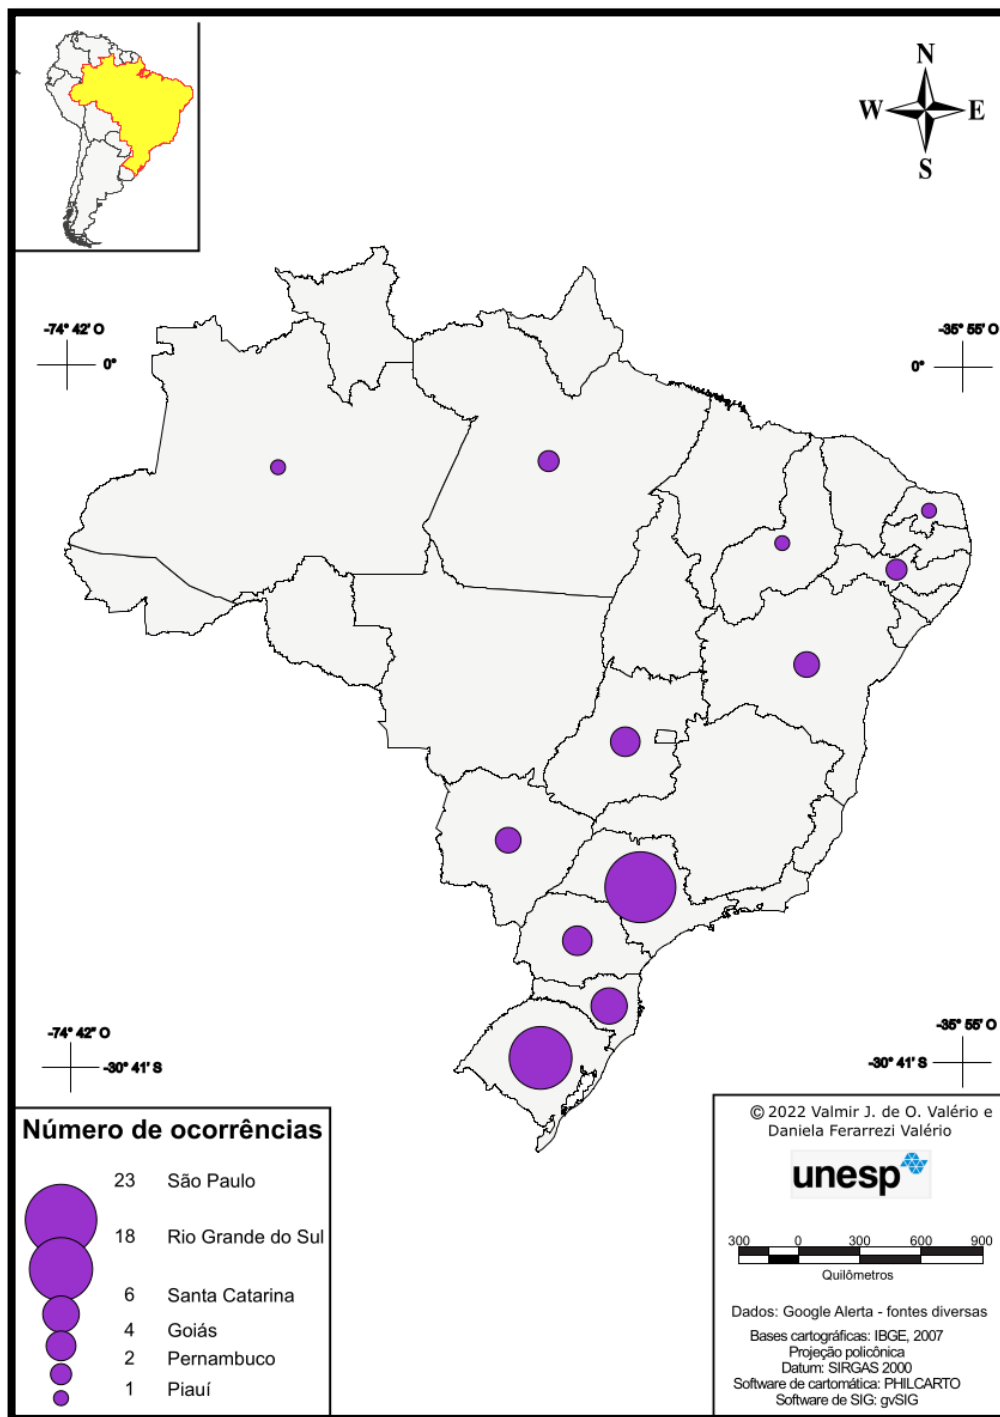 N
W E
S
-74° 42' O
0°
-35° 55' O
0°
-74° 42" O
-30° 41' S
-35° 55' O
-30° 41' S
Número de ocorrências
23 São Paulo
18 Rio Grande do Sul
6 Santa Catarina
4 Goiás
2 Pernambuco
1 Piauí
© 2022 Valmir J. de O. Valério e
Daniela Ferarrezi Valério
unesp
300 0 300 600 900
Quilômetros
Dados: Google Alerta - fontes diversas
Bases cartográficas: IBGE, 2007
Projeção policônica
Datum: SIRGAS 2000
Software de cartomática: PHILCARTO
Software de SIG: gvSIG